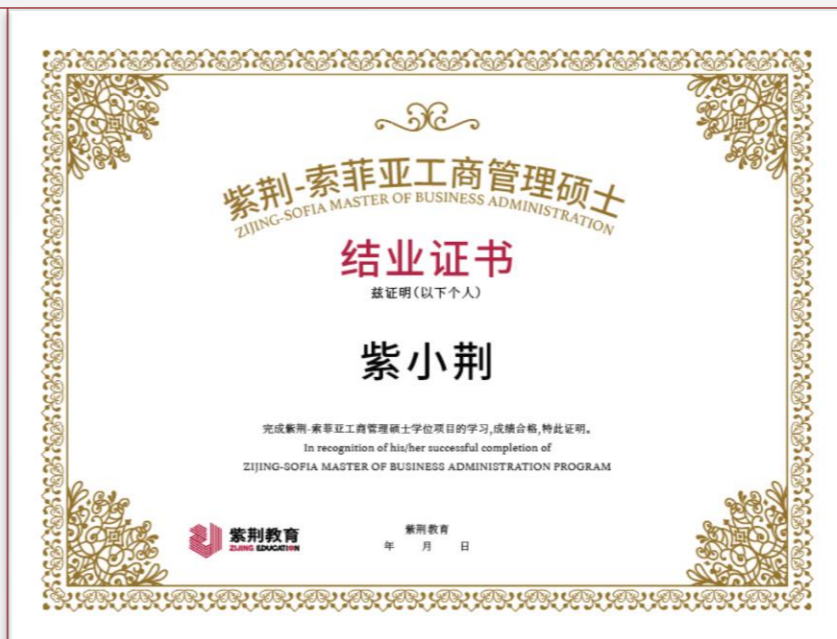 紫荆-索菲亚工商管理硕士
ZIJING-SOFIA MASTER OF BUSINESS ADMINISTRATION
结业证书
兹证明(以下个人)
紫小荆
完成紫荆-索菲亚工商管理硕士学位项目的学习,成绩合格,特此证明。
In recognition of his/her successful completion of
ZIJING-SOFIA MASTER OF BUSINESS ADMINISTRATION PROGRAM
紫荆教育
ZIJING EDUCATION
紫荆教育
年 月 日